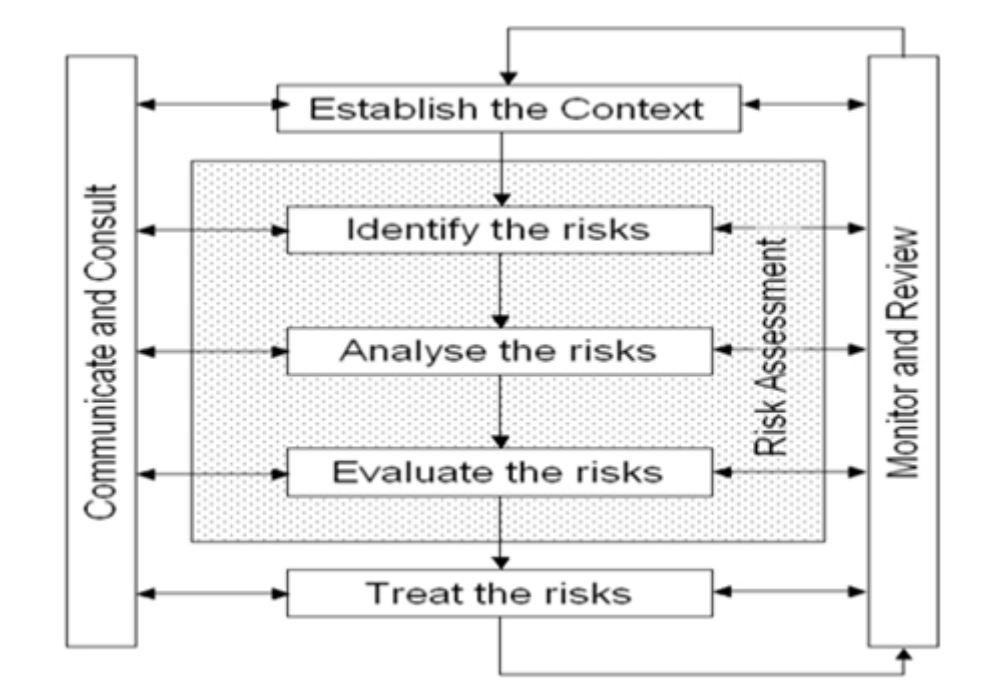 Communicate and Consult
Establish the Context
Identify the risks
Analyse the risks
Evaluate the risks
Treat the risks
Risk Assessment
Monitor and Review